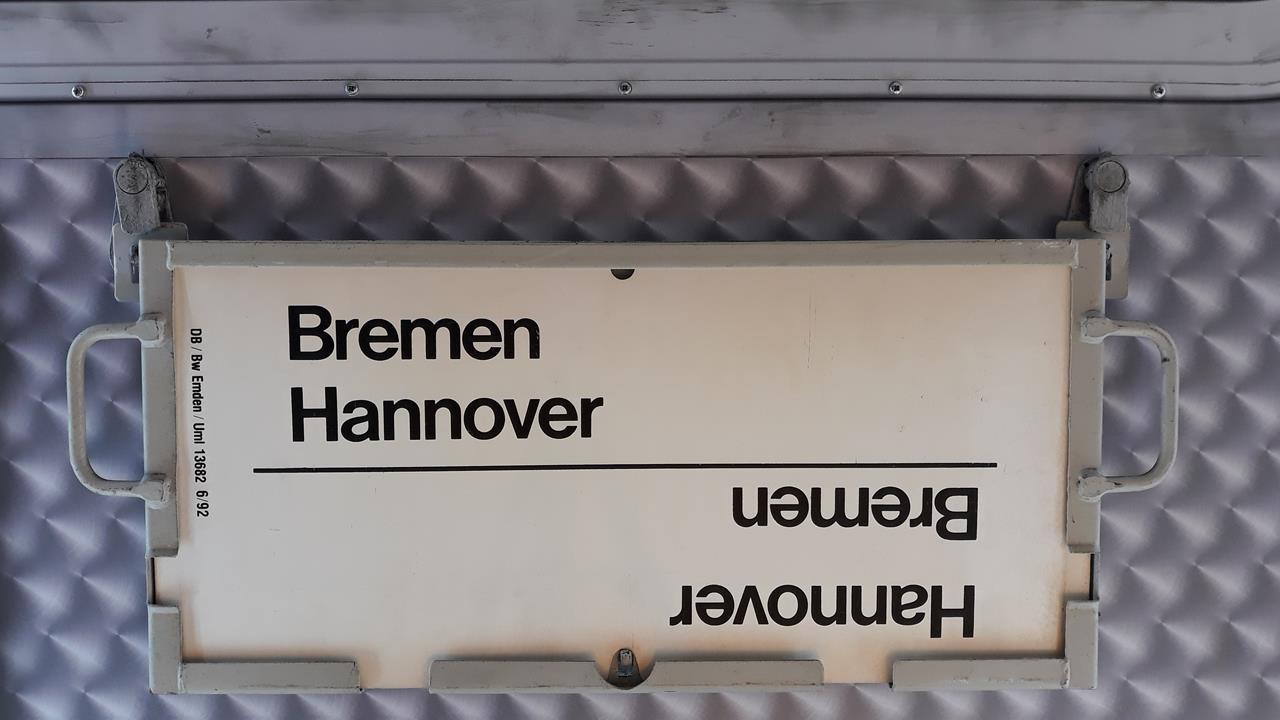 Bremen
Hannover
DB / Bw Emden / Uml 13682 6/92
Hannover
Bremen